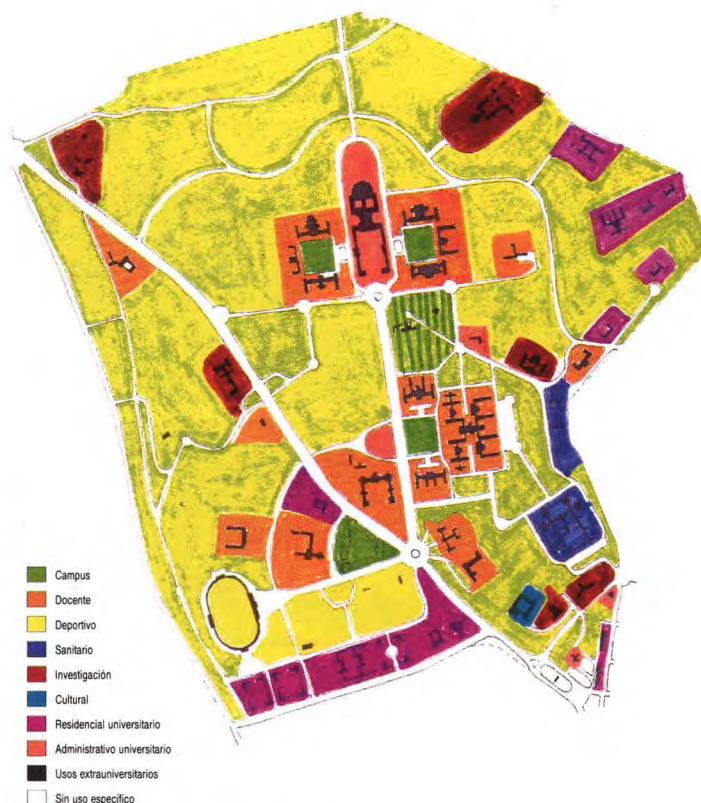 Campus
Docente
Deportivo
Sanitario
Investigación
Cultural
Residencial universitario
Administrativo universitario
Usos extrauniversitarios
Sin uso específico